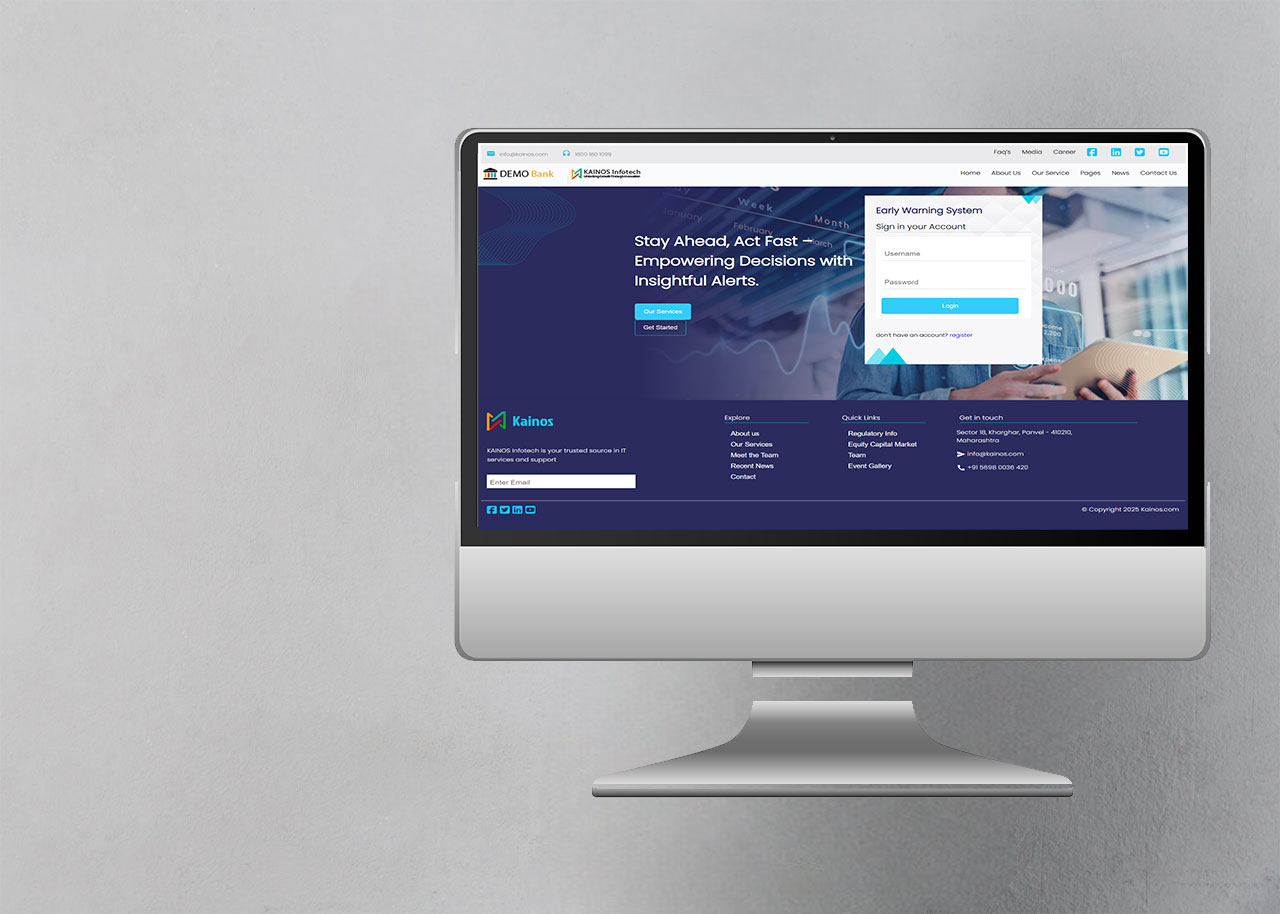 info@kainos.com
1800 180 1099
Faq's Media Career
DEMO Bank
KAINOS Infotech
Home About Us Our Service Pages News Contact Us
Week
January
February
Month
March
Stay Ahead, Act Fast –
Empowering Decisions with
Insightful Alerts.
Our Services
Get Started
Early Warning System
Sign in your Account
Username
Password
Login
don't have an account? register
Kainos
KAINOS Infotech is your trusted source in IT
services and support
Enter Email
Explore
About us
Our Services
Meet the Team
Recent News
Contact
Quick Links
Regulatory Info
Equity Capital Market
Team
Event Gallery
Get in touch
Sector 18, Kharghar, Panvel - 410210,
Maharashtra
info@kainos.com
+91 5698 0036 420
© Copyright 2025 Kainos.com